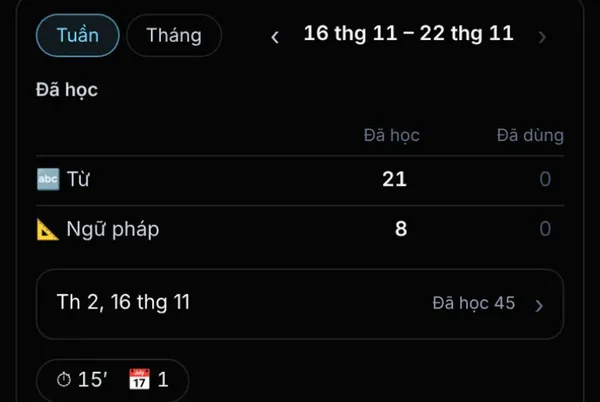 Tuần Tháng ‹ 16 thg 11 – 22 thg 11 ›
Đã học
Đã học Đã dùng
🔤 Từ 21 0
📐 Ngữ pháp 8 0
Th 2, 16 thg 11 Đã học 45 ›
⏱ 15′ 📅 1